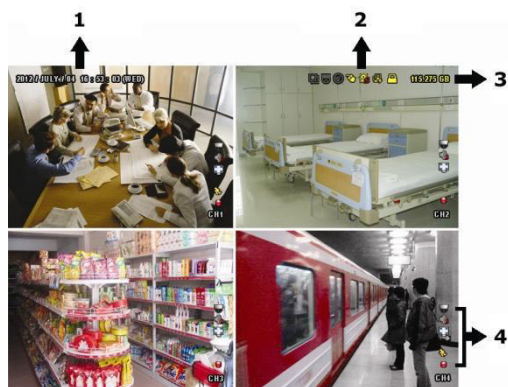 1
2
2012 / JULY / 04 16 : 53 : 03 (WED)
115.275 GB
3
CH1
CH2
CH3
CH4
4